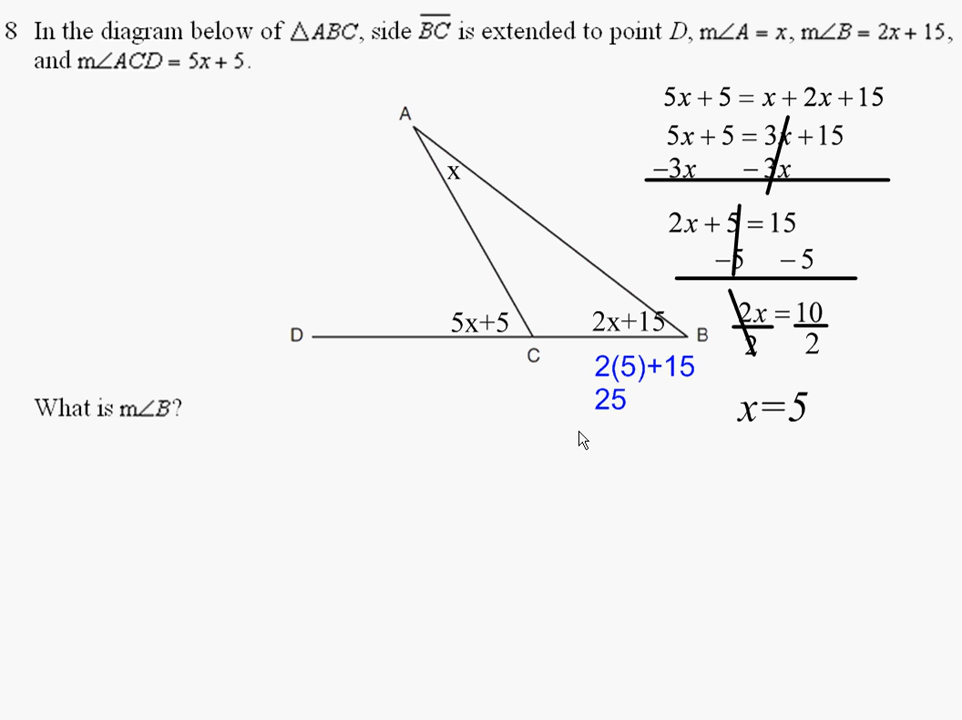 8 In the diagram below of △ABC, side \overline{BC} is extended to point D, m∠A = x, m∠B = 2x + 15,
and m∠ACD = 5x + 5.
5x + 5 = x + 2x + 15
A
5x + 5 = 3x + 15
x
−3x − 3x
2x + 5 = 15
−5 − 5
5x+5
2x+15
2x = 10
2 2
D
B
C
2(5)+15
25
What is m∠B?
x=5